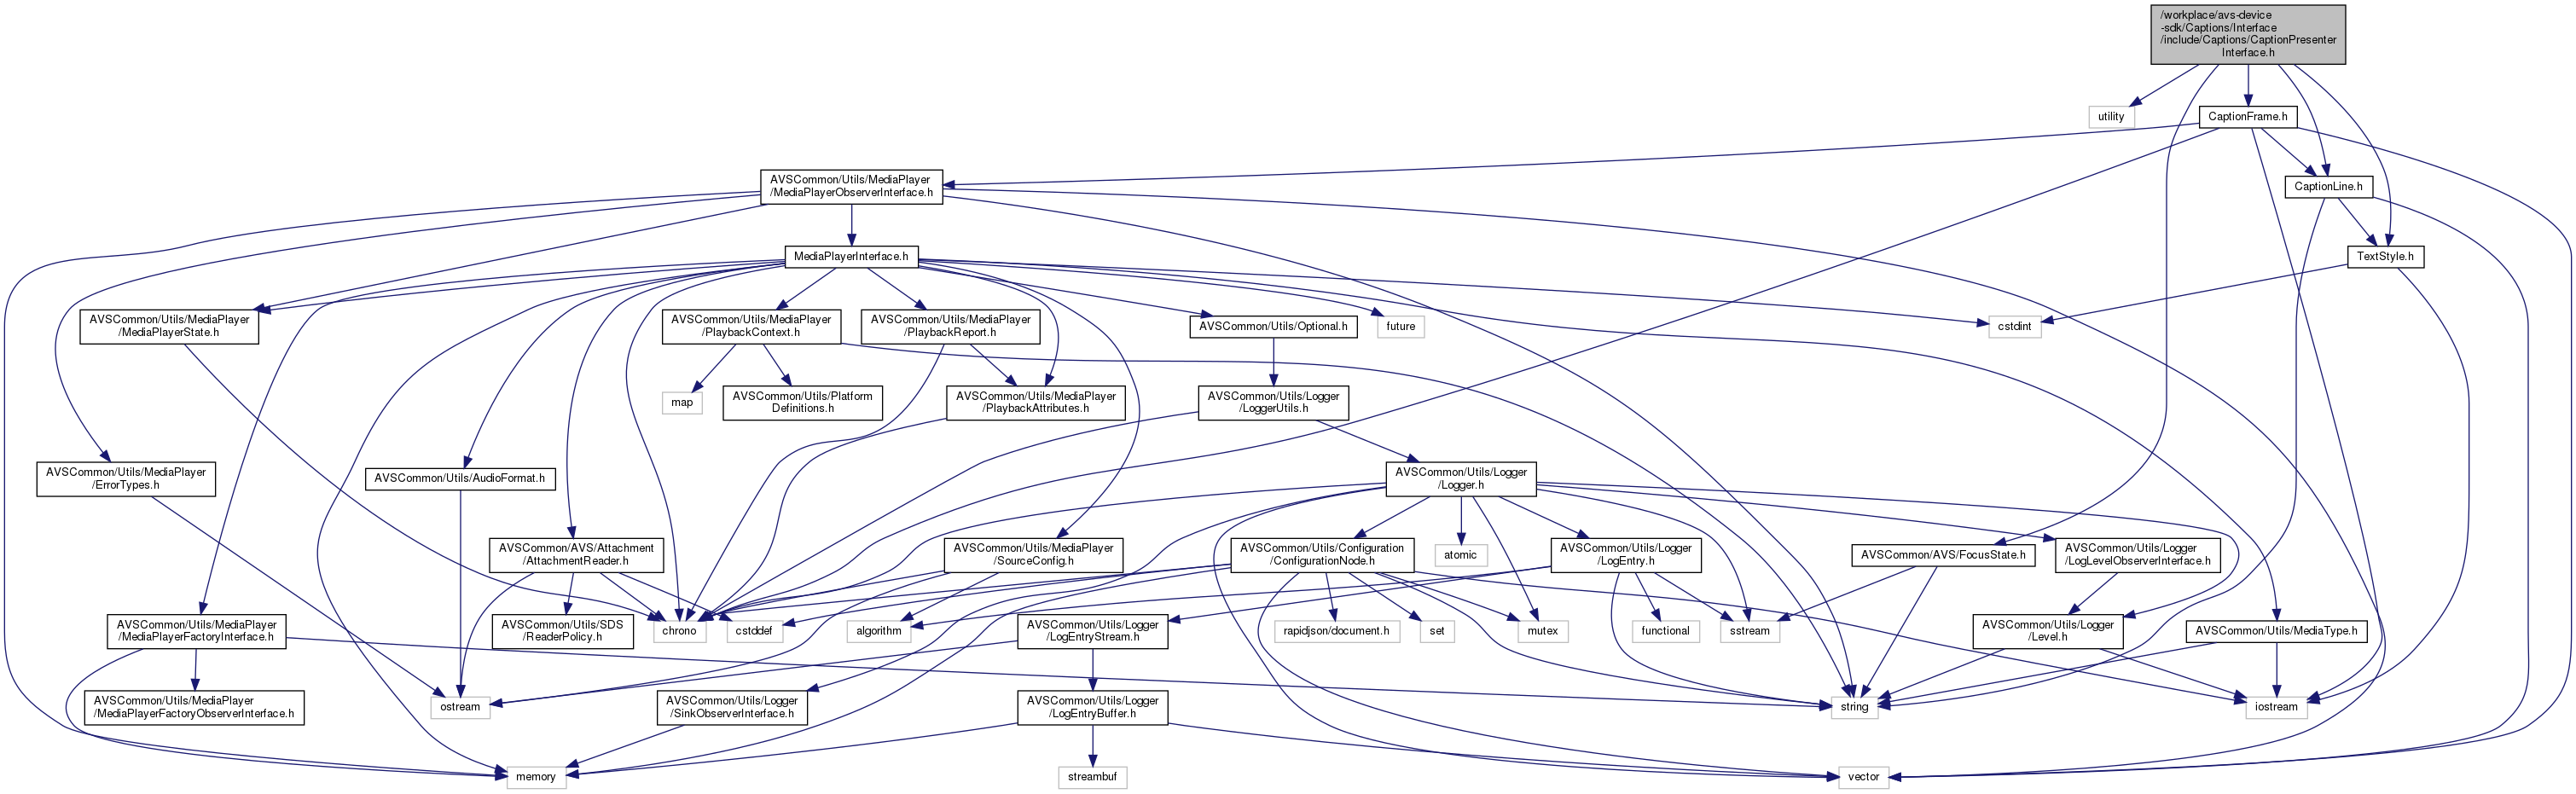 /workplace/avs-device
-sdk/Captions/Interface
/include/Captions/CaptionPresenter
Interface.h
utility
CaptionFrame.h
AVSCommon/Utils/MediaPlayer
/MediaPlayerObserverInterface.h
CaptionLine.h
MediaPlayerInterface.h
TextStyle.h
AVSCommon/Utils/MediaPlayer
/MediaPlayerState.h
AVSCommon/Utils/MediaPlayer
/PlaybackContext.h
AVSCommon/Utils/MediaPlayer
/PlaybackReport.h
AVSCommon/Utils/Optional.h
future
cstdint
map
AVSCommon/Utils/Platform
Definitions.h
AVSCommon/Utils/MediaPlayer
/PlaybackAttributes.h
AVSCommon/Utils/Logger
/LoggerUtils.h
AVSCommon/Utils/MediaPlayer
/ErrorTypes.h
AVSCommon/Utils/AudioFormat.h
AVSCommon/Utils/Logger
/Logger.h
AVSCommon/AVS/Attachment
/AttachmentReader.h
AVSCommon/Utils/MediaPlayer
/SourceConfig.h
AVSCommon/Utils/Configuration
/ConfigurationNode.h
atomic
AVSCommon/Utils/Logger
/LogEntry.h
AVSCommon/AVS/FocusState.h
AVSCommon/Utils/Logger
/LogLevelObserverInterface.h
AVSCommon/Utils/MediaPlayer
/MediaPlayerFactoryInterface.h
AVSCommon/Utils/SDS
/ReaderPolicy.h
chrono
cstddef
algorithm
AVSCommon/Utils/Logger
/LogEntryStream.h
rapidjson/document.h
set
mutex
functional
sstream
AVSCommon/Utils/Logger
/Level.h
AVSCommon/Utils/MediaType.h
AVSCommon/Utils/MediaPlayer
/MediaPlayerFactoryObserverInterface.h
ostream
AVSCommon/Utils/Logger
/SinkObserverInterface.h
AVSCommon/Utils/Logger
/LogEntryBuffer.h
string
iostream
memory
streambuf
vector